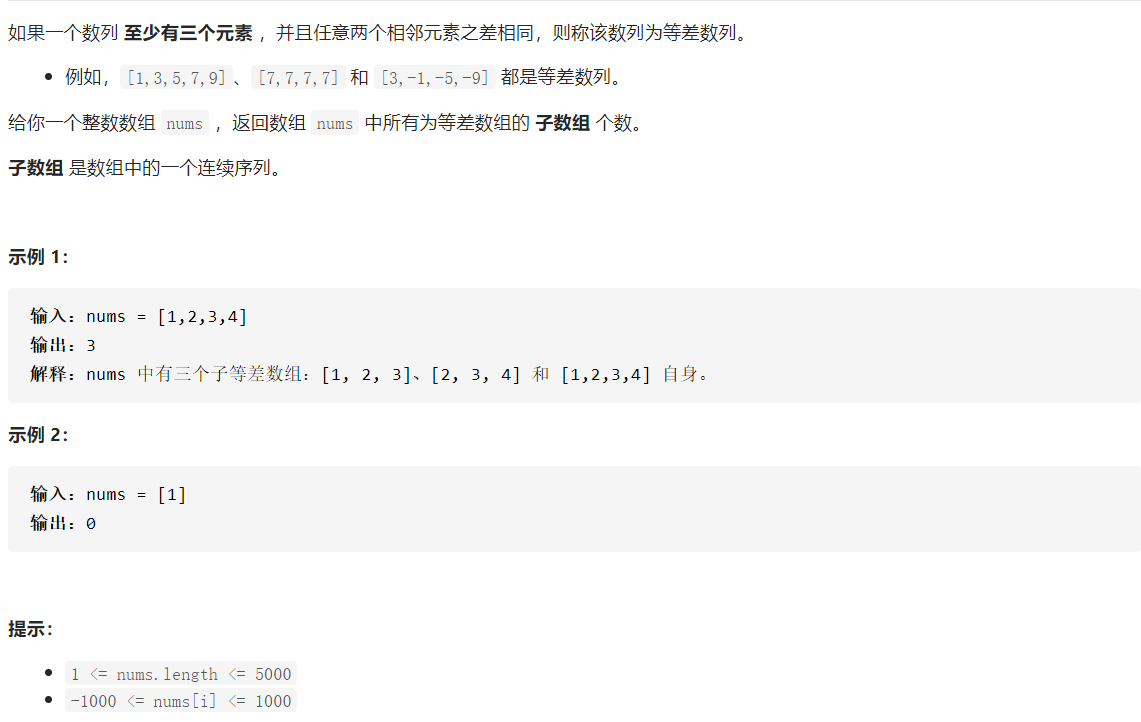 如果一个数列 至少有三个元素 ，并且任意两个相邻元素之差相同，则称该数列为等差数列。
• 例如，[1,3,5,7,9]、[7,7,7,7] 和 [3,-1,-5,-9] 都是等差数列。
给你一个整数数组 nums ，返回数组 nums 中所有为等差数组的 子数组 个数。
子数组 是数组中的一个连续序列。
示例 1：
输入：nums = [1,2,3,4]
输出：3
解释：nums 中有三个子等差数组：[1, 2, 3]、[2, 3, 4] 和 [1,2,3,4] 自身。
示例 2：
输入：nums = [1]
输出：0
提示：
• 1 <= nums.length <= 5000
• -1000 <= nums[i] <= 1000